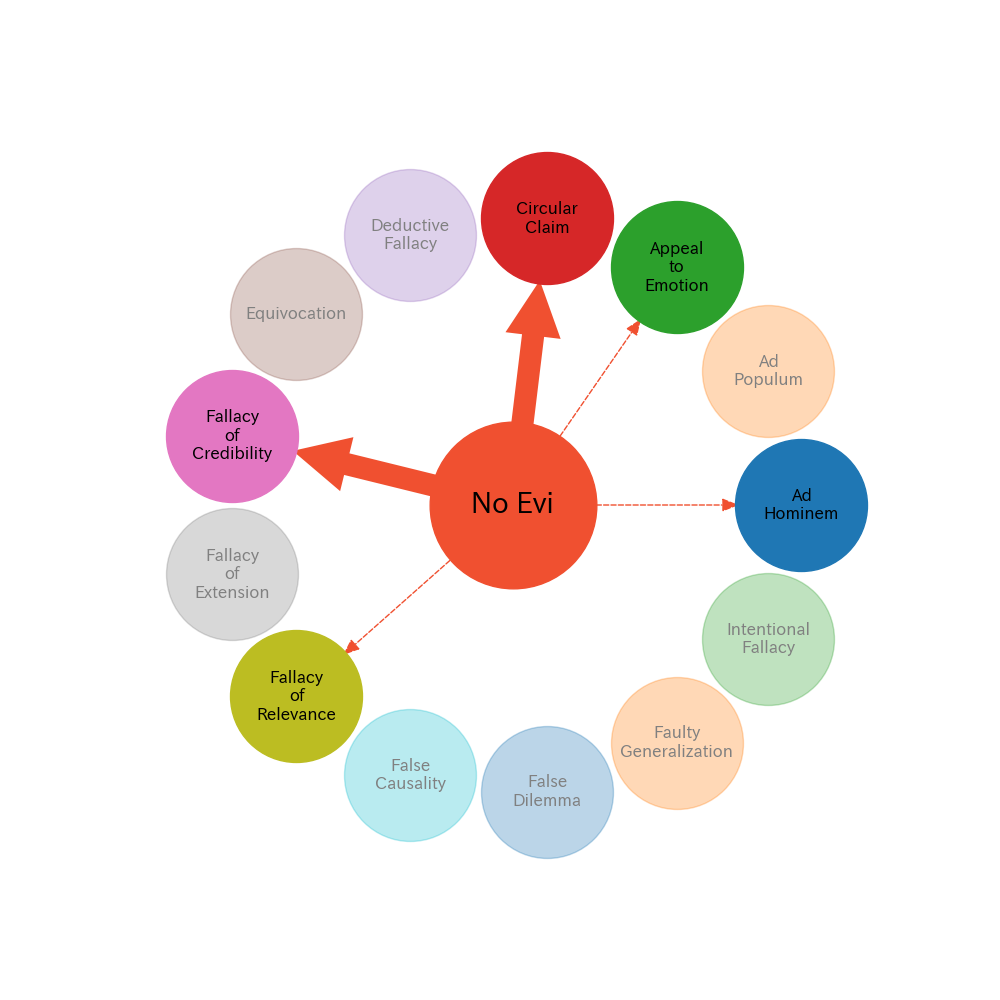 Circular
Claim
Deductive
Fallacy
Appeal
to
Emotion
Equivocation
Ad
Populum
Fallacy
of
Credibility
No Evi
Ad
Hominem
Fallacy
of
Extension
Intentional
Fallacy
Fallacy
of
Relevance
Faulty
Generalization
False
Causality
False
Dilemma